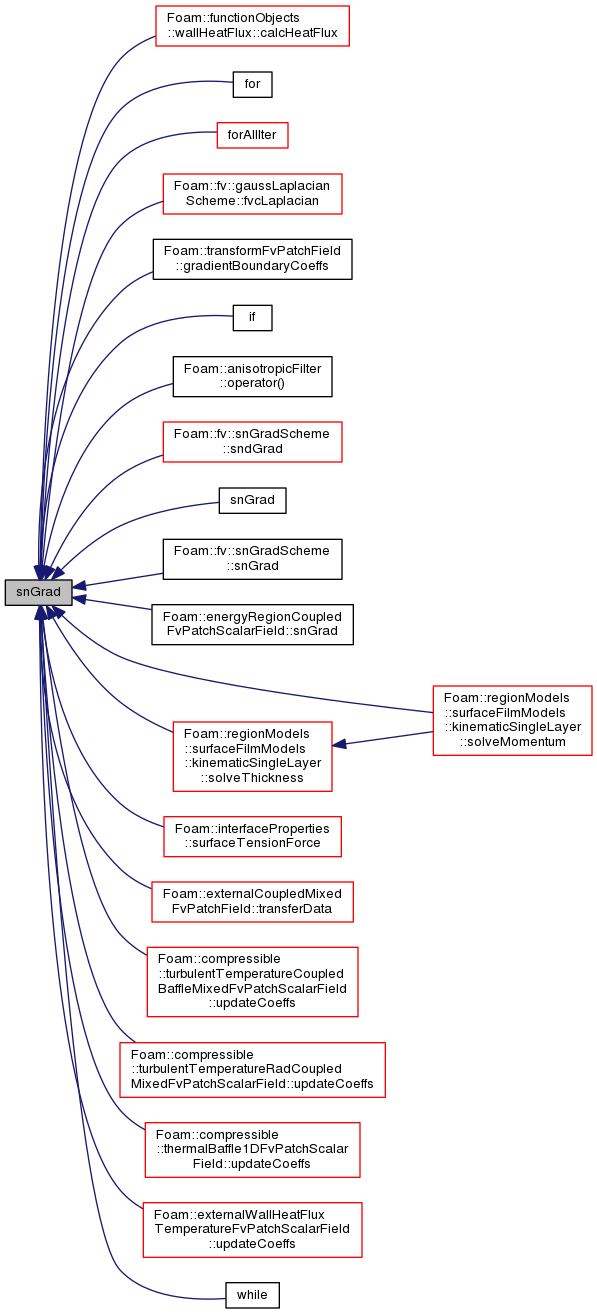 Foam::functionObjects
::wallHeatFlux::calcHeatFlux
for
forAllIter
Foam::fv::gaussLaplacian
Scheme::fvcLaplacian
Foam::transformFvPatchField
::gradientBoundaryCoeffs
if
Foam::anisotropicFilter
::operator()
Foam::fv::snGradScheme
::sndGrad
snGrad
Foam::fv::snGradScheme
::snGrad
snGrad
Foam::energyRegionCoupled
FvPatchScalarField::snGrad
Foam::regionModels
::surfaceFilmModels
::kinematicSingleLayer
::solveMomentum
Foam::regionModels
::surfaceFilmModels
::kinematicSingleLayer
::solveThickness
Foam::interfaceProperties
::surfaceTensionForce
Foam::externalCoupledMixed
FvPatchField::transferData
Foam::compressible
::turbulentTemperatureCoupled
BaffleMixedFvPatchScalarField
::updateCoeffs
Foam::compressible
::turbulentTemperatureRadCoupled
MixedFvPatchScalarField::updateCoeffs
Foam::compressible
::thermalBaffle1DFvPatchScalar
Field::updateCoeffs
Foam::externalWallHeatFlux
TemperatureFvPatchScalarField
::updateCoeffs
while